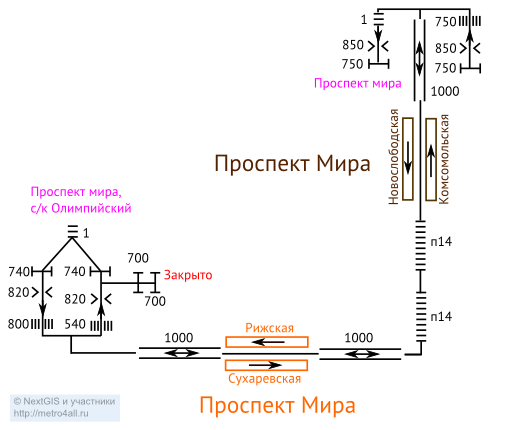 1
750
850
850
750
750
Проспект мира
1000
Новослободская
Комсомольская
Проспект Мира
Проспект мира,
с/к Олимпийский
1
п14
740
740
700
Закрыто
820
820
700
800
540
п14
1000
Рижская
1000
Сухаревская
Проспект Мира
© NextGIS и участники
http://metro4all.ru